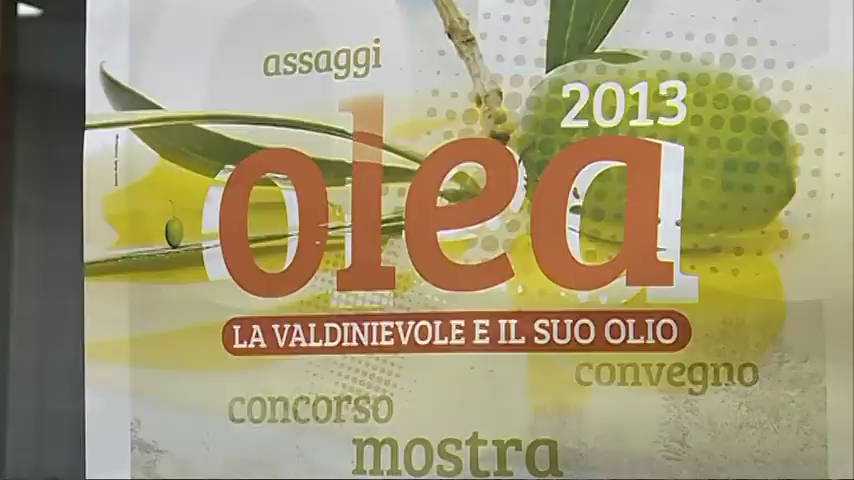 assaggi
2013
olea
LA VALDINIEVOLE E IL SUO OLIO
convegno
concorso
mostra